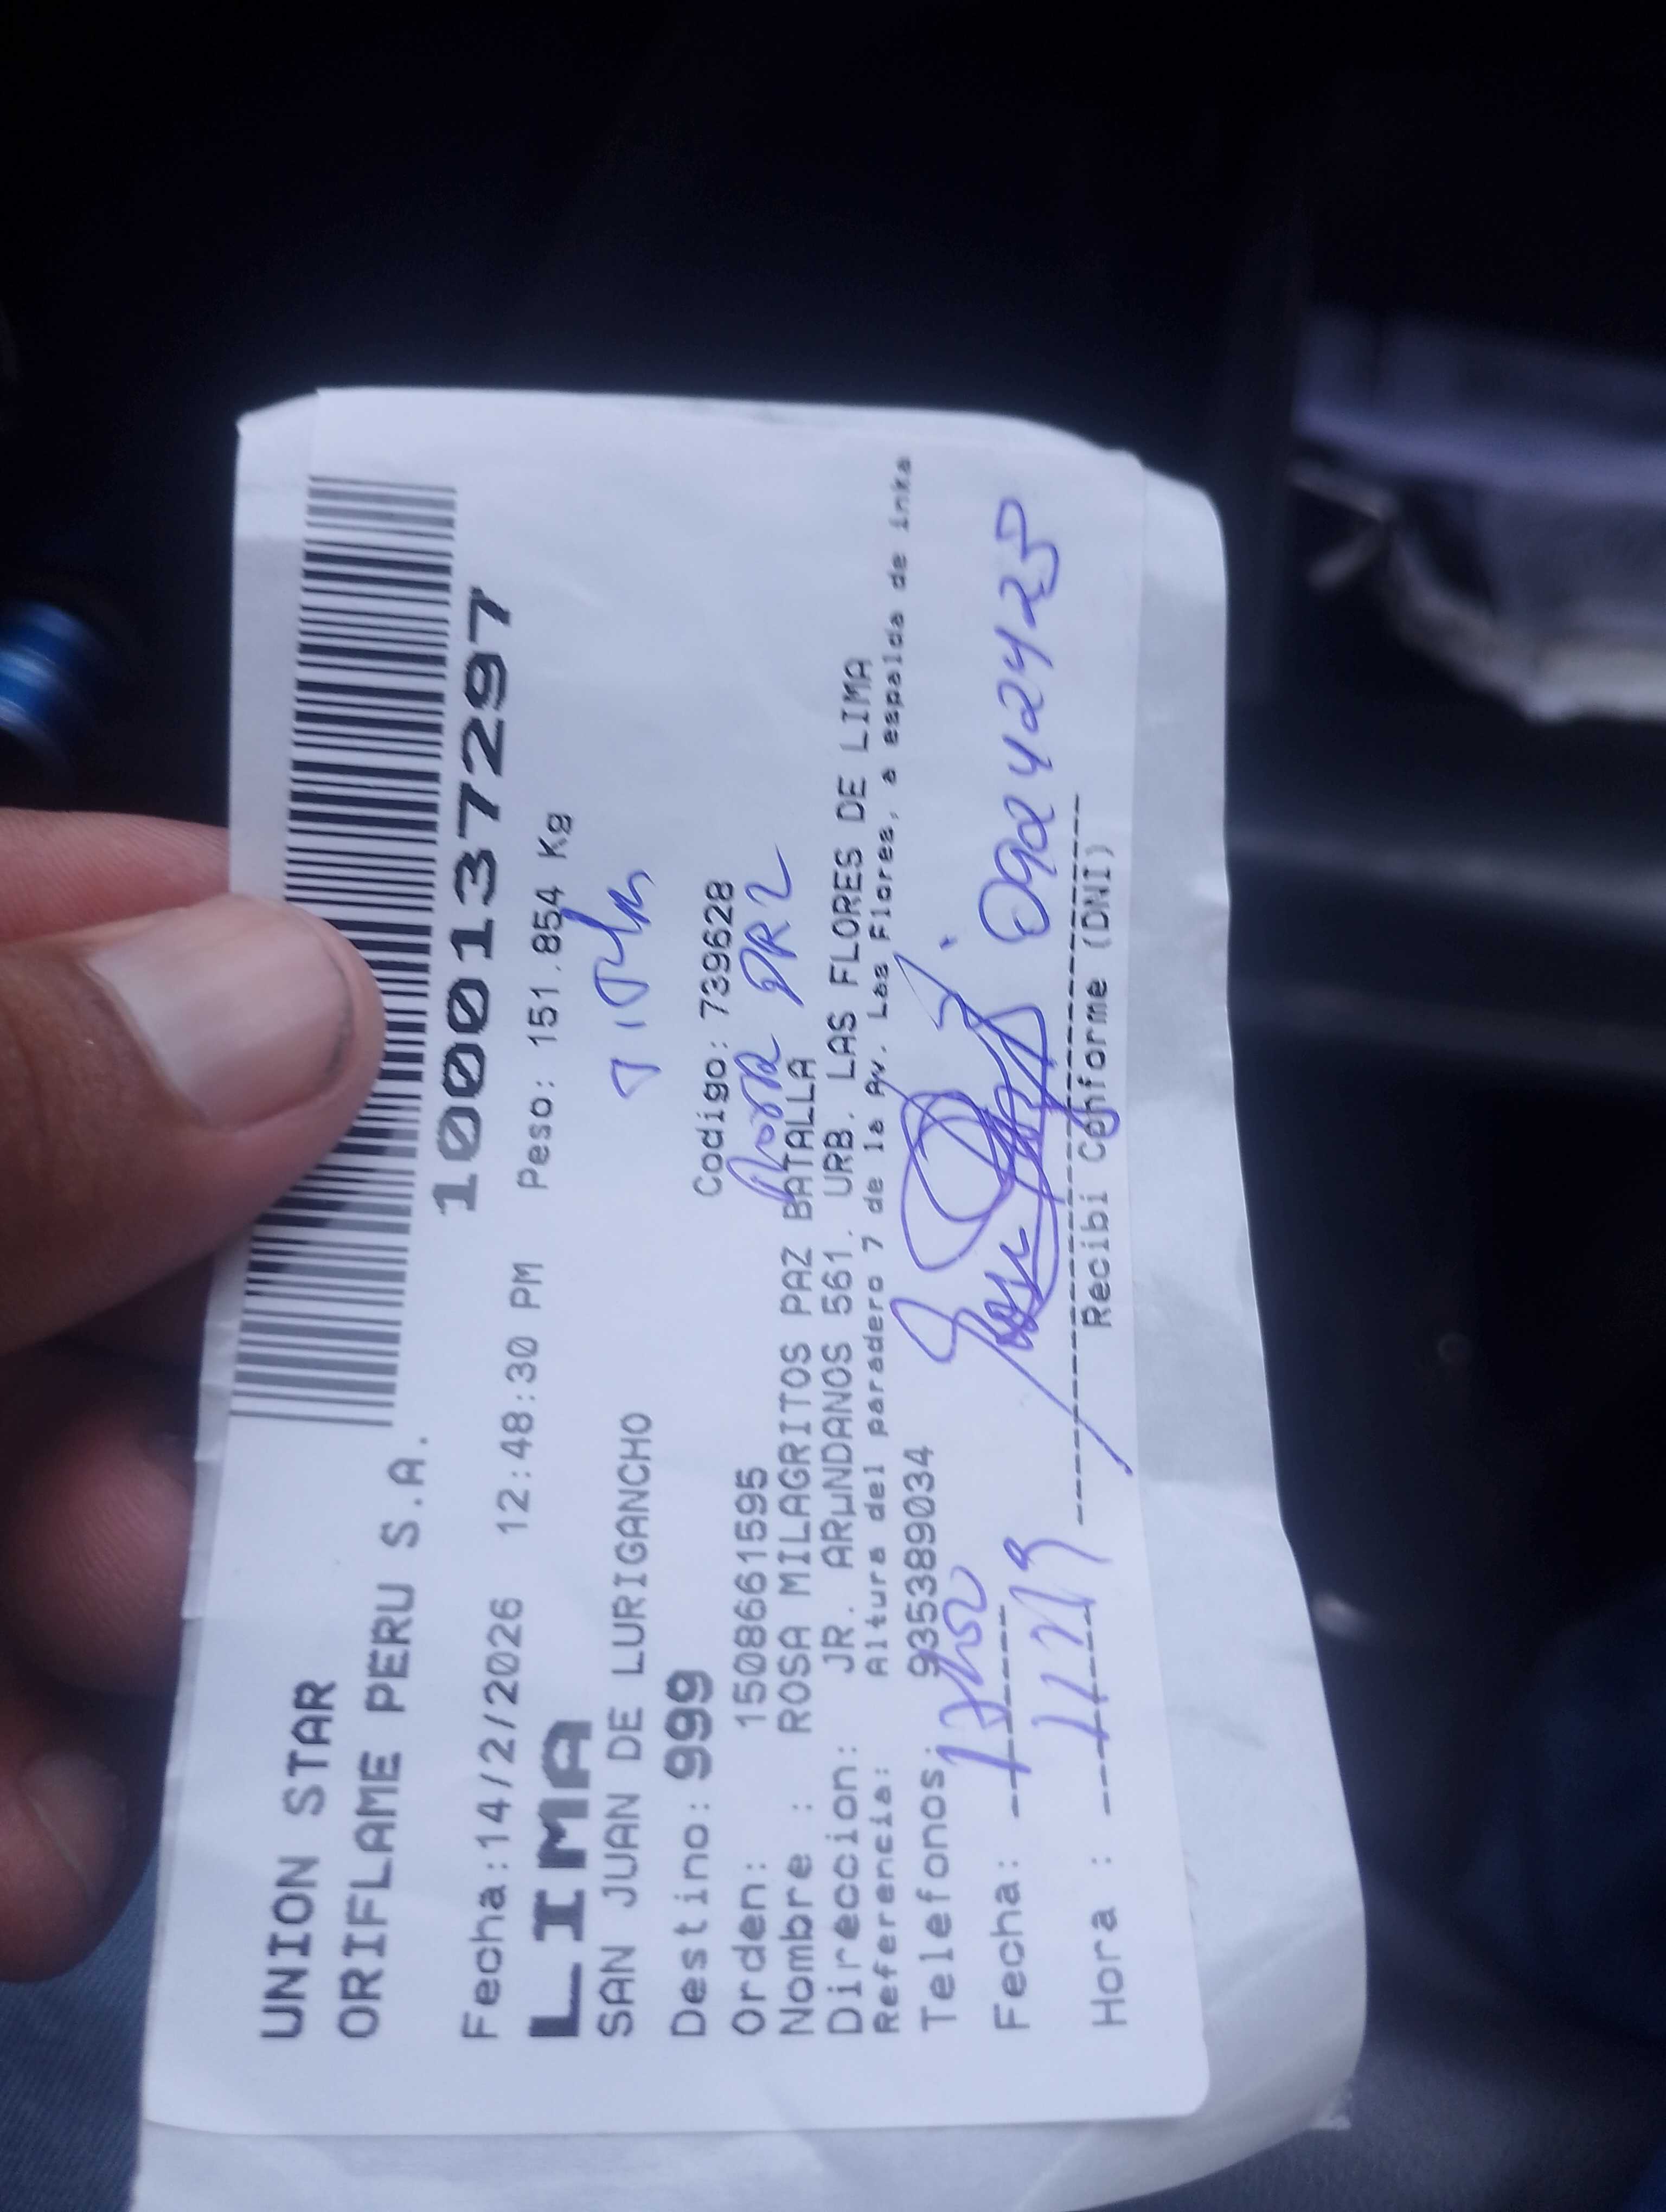 UNION STAR
ORIFLAME PERU S.A.
1000137297
Fecha:14/2/2026 12:48:30 PM Peso: 151.854 Kg
LIMA
SAN JUAN DE LURIGANCHO
Destino: 999
Codigo: 739628
Orden: 1508661595
Nombre : ROSA MILAGRITOS PAZ BATALLA
Direccion: JR. ARµNDANOS 561. URB. LAS FLORES DE LIMA
Referencia: Altura del paradero 7 de la Av. Las Flores, a espalda de inka
Telefonos: 935389034
Fecha:
09242425
Hora :
Recibi Conforme (DNI)